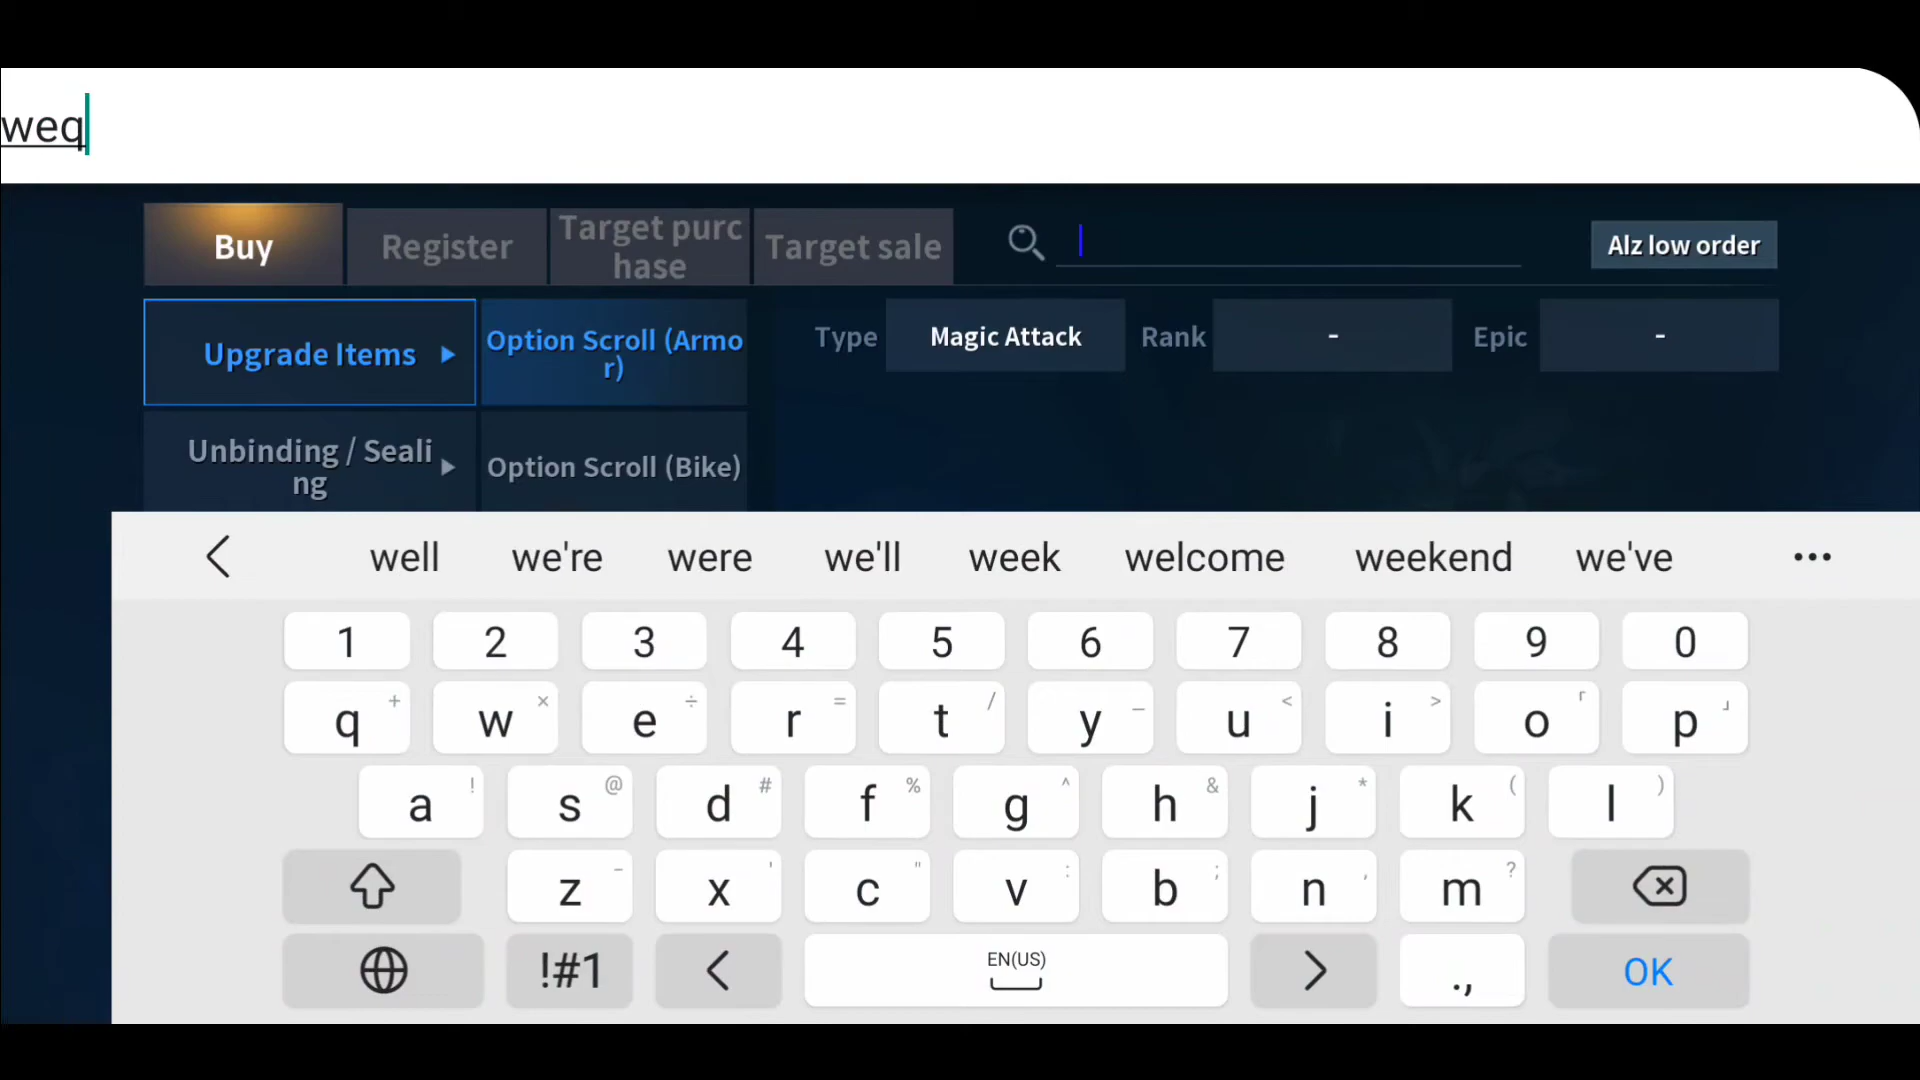 weq
Buy
Register
Target purc
hase
Target sale
Alz low order
Upgrade Items
Option Scroll (Armo
r)
Type
Magic Attack
Rank
-
Epic
-
Unbinding / Seali
ng
Option Scroll (Bike)
well we're were we'll week welcome weekend we've
1 2 3 4 5 6 7 8 9 0
q + w × e ÷ r = t / y _ u < i > o ｢ p ｣
a ! s @ d # f % g ^ h & j * k ( l )
z - x ' c " v : b ; n , m ?
!#1 < EN(US) > ., OK